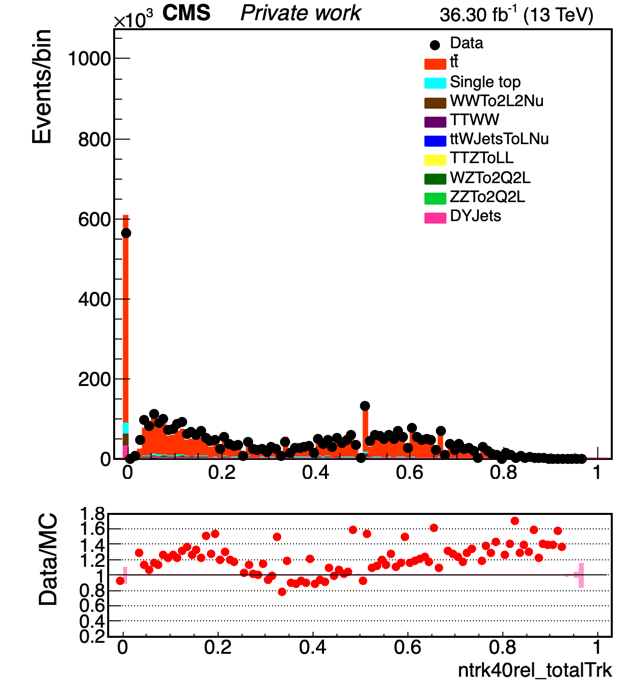 ×10³ CMS Private work 36.30 fb⁻¹ (13 TeV)
Events/bin
1000
800
600
400
200
0
Data
tt̄
Single top
WWTo2L2Nu
TTWW
ttWJetsToLNu
TTZToLL
WZTo2Q2L
ZZTo2Q2L
DYJets
0 0.2 0.4 0.6 0.8 1
Data/MC
1.8
1.6
1.4
1.2
1
0.8
0.6
0.4
0.2
0 0.2 0.4 0.6 0.8 1
ntrk40rel_totalTrk